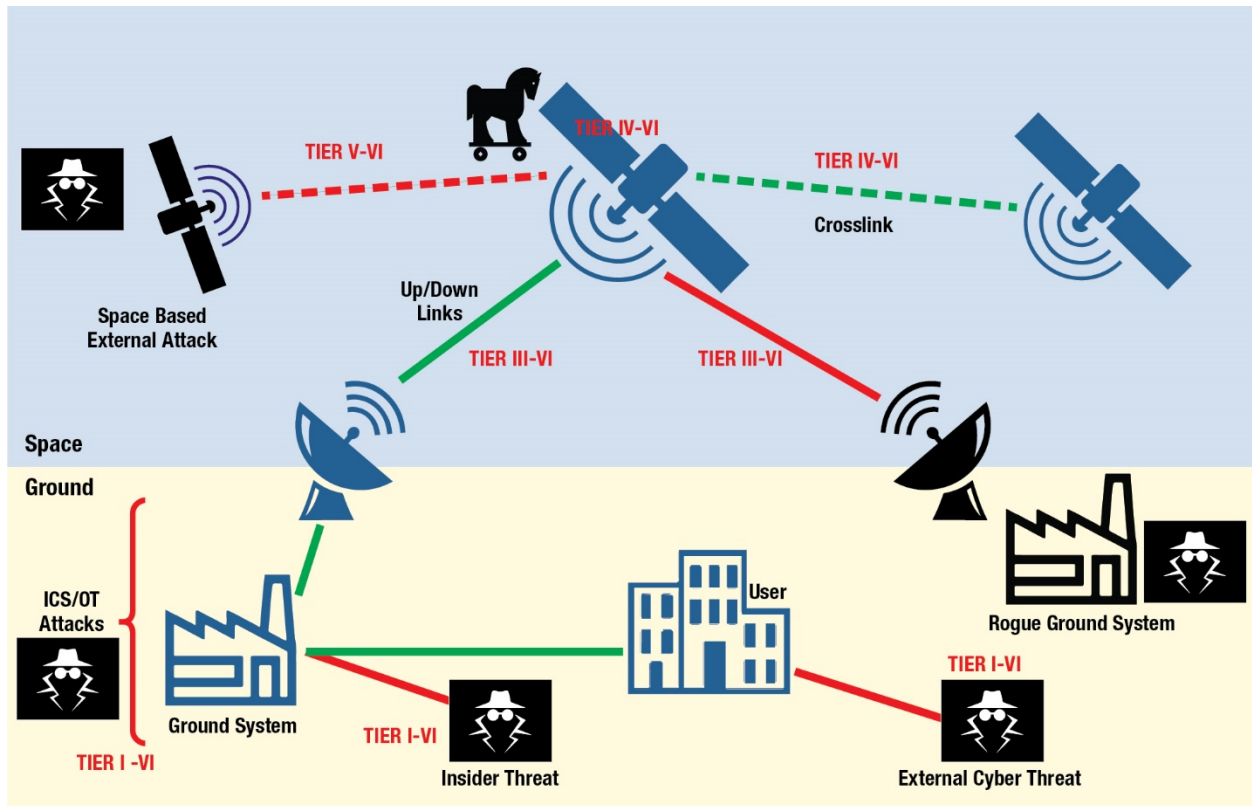 TIER IV-VI
TIER V-VI
TIER IV-VI
Crosslink
Up/Down
Links
Space Based
External Attack
TIER III-VI
TIER III-VI
Space
Ground
ICS/OT
Attacks
User
Rogue Ground System
TIER I-VI
Ground System
TIER I-VI
TIER I -VI
Insider Threat
External Cyber Threat